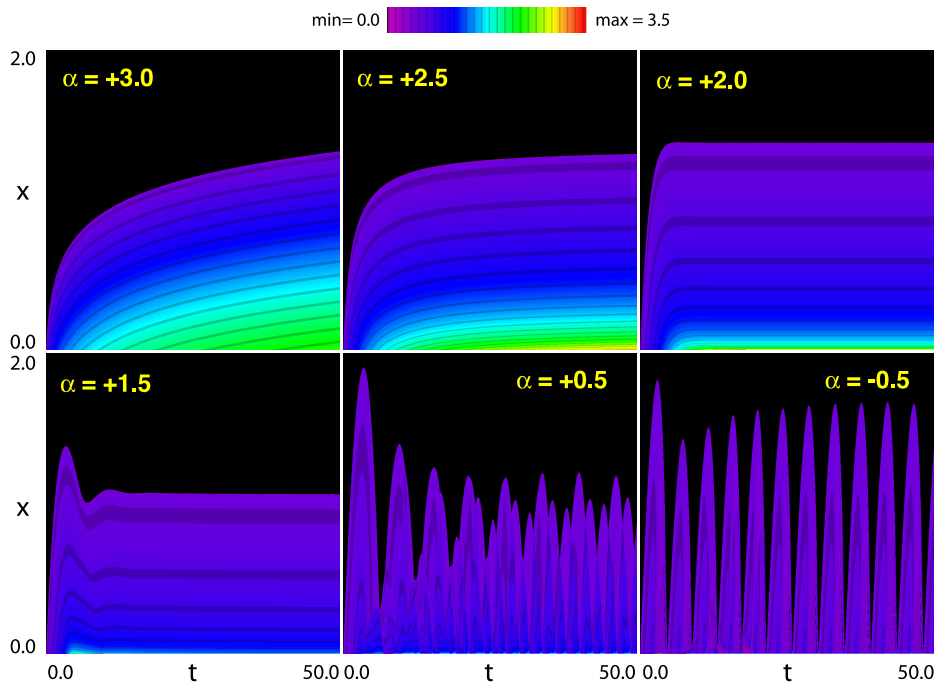 min= 0.0 max = 3.5
2.0
α = +3.0 α = +2.5 α = +2.0
x
0.0
2.0
α = +1.5 α = +0.5 α = -0.5
x
0.0
0.0 t 50.0 0.0 t 50.0 0.0 t 50.0